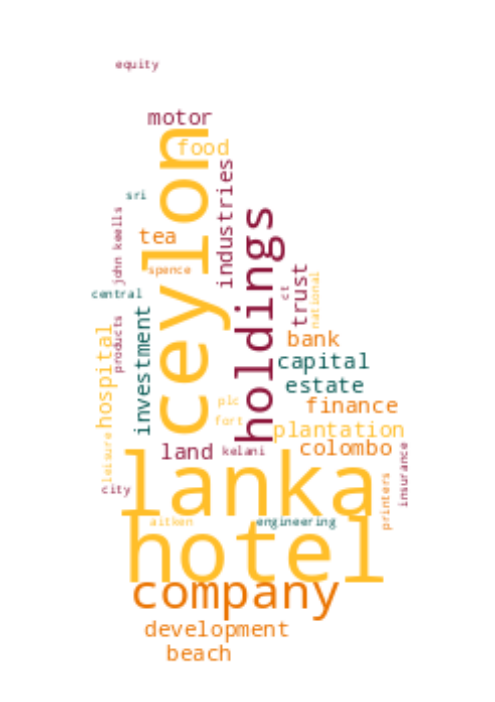 equity
motor
ceylon
food
industries
sri
john keells
tea
holdings
spence
trust
ct
national
central
products
investment
hospital
bank
capital
estate
plc
finance
fort
plantation
land
kelani
colombo
leisure
insurance
lanka
city
printers
aitken
engineering
hotel
company
development
beach